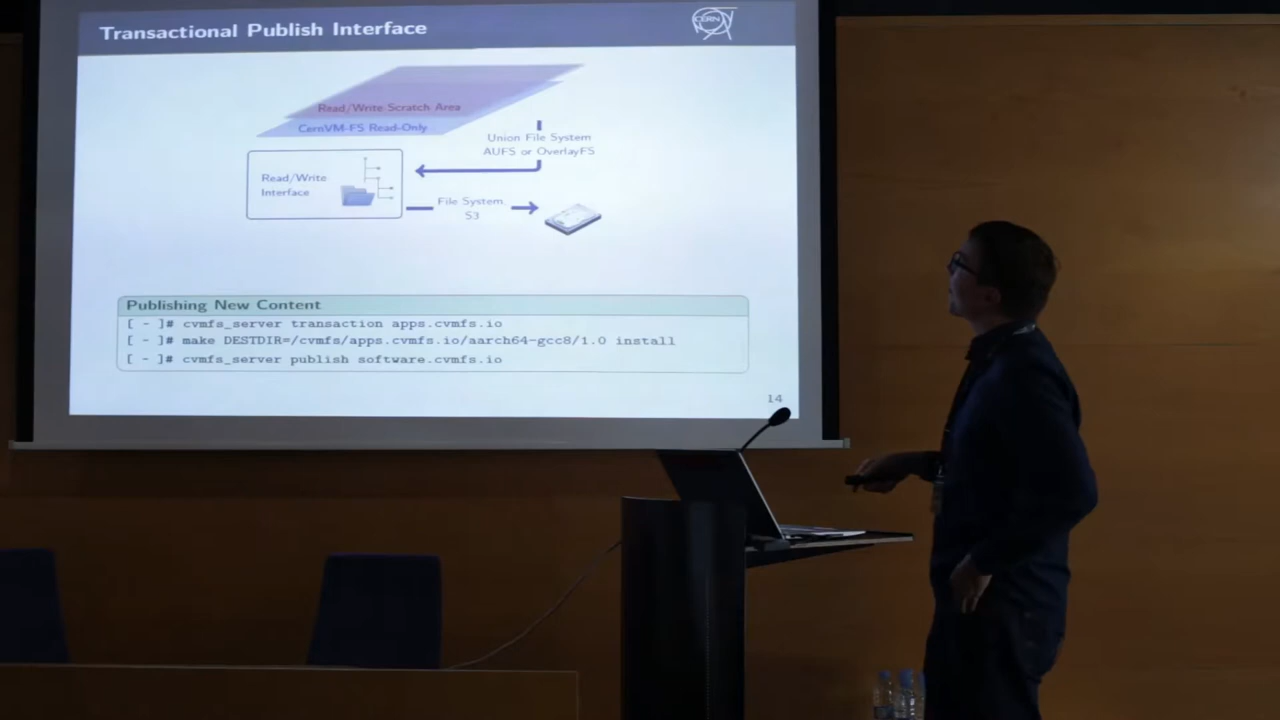 Transactional Publish Interface
CERN
Read/Write Scratch Area
CernVM-FS Read-Only
Union File System
AUFS or OverlayFS
Read/Write
Interface
File System,
S3
Publishing New Content
[ ~ ]# cvmfs_server transaction apps.cvmfs.io
[ ~ ]# make DESTDIR=/cvmfs/apps.cvmfs.io/aarch64-gcc8/1.0 install
[ ~ ]# cvmfs_server publish software.cvmfs.io
14